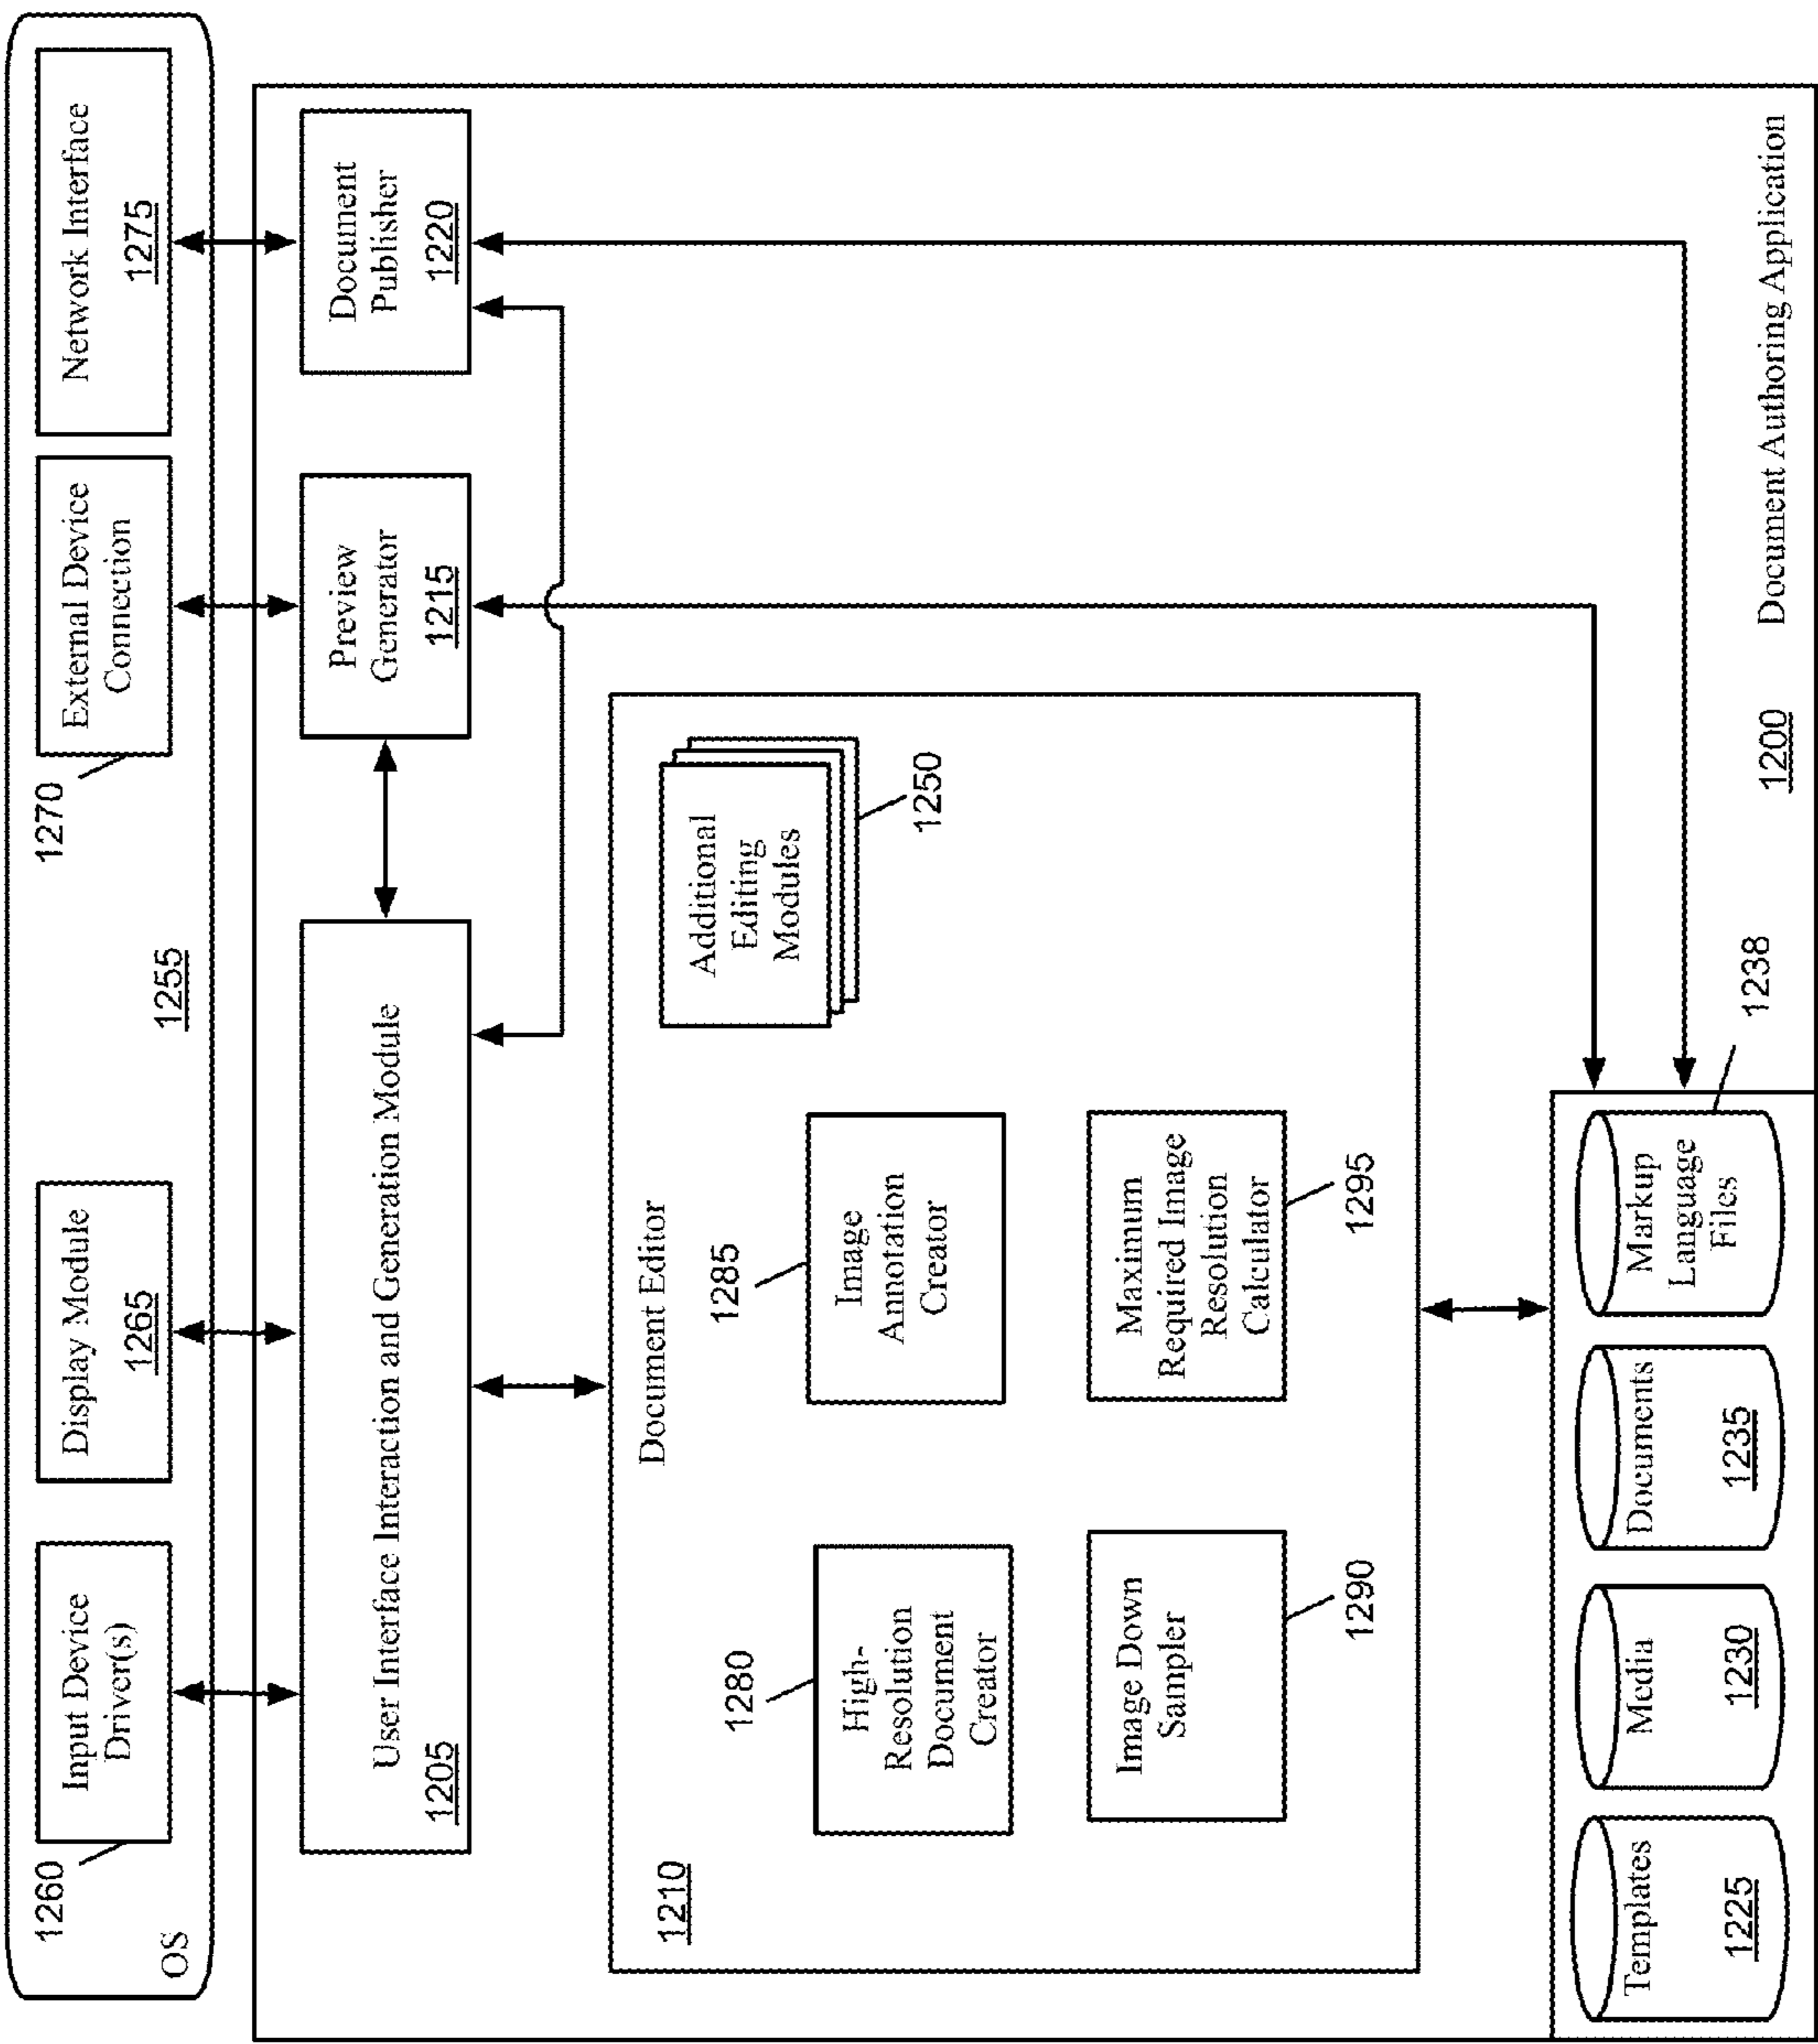 OS
1255
1260
Input Device
Driver(s)
Display Module
1265
1270
External Device
Connection
Network Interface
1275
User Interface Interaction and Generation Module
1205
Preview
Generator
1215
Document
Publisher
1220
Document Editor
1210
1280
High-
Resolution
Document
Creator
1285
Image
Annotation
Creator
Additional
Editing
Modules
1250
Image Down
Sampler
1290
Maximum
Required Image
Resolution
Calculator
1295
Templates
1225
Media
1230
Documents
1235
Markup
Language
Files
1238
1200
Document Authoring Application